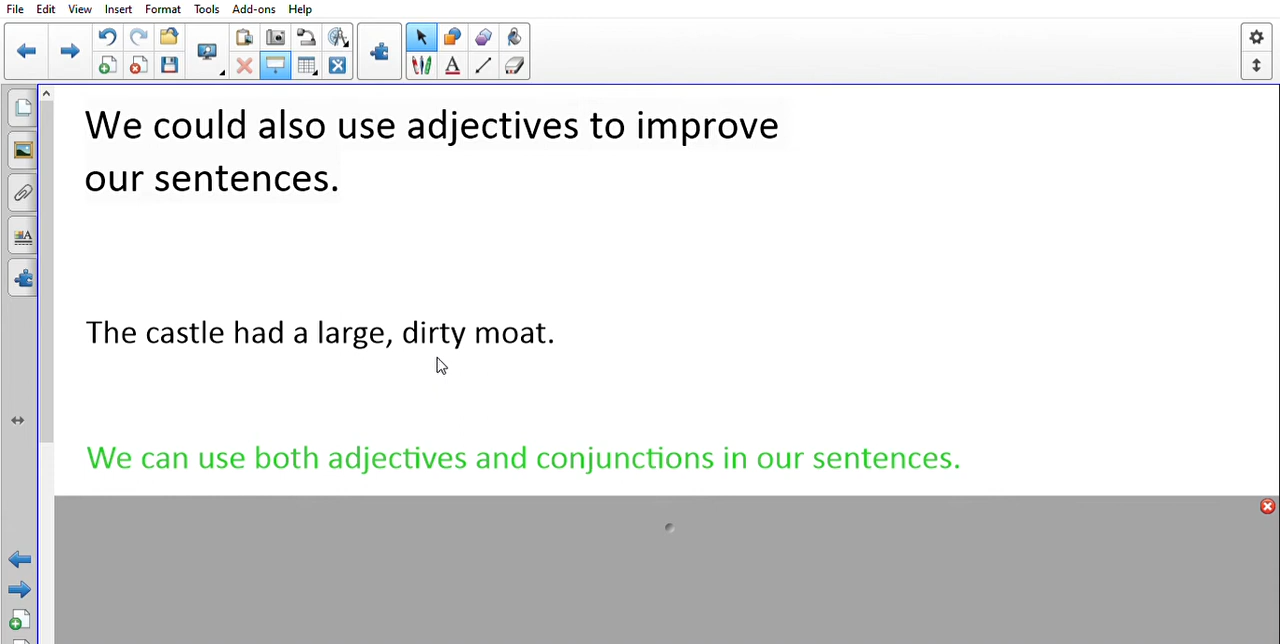 File Edit View Insert Format Tools Add-ons Help
We could also use adjectives to improve
our sentences.
The castle had a large, dirty moat.
We can use both adjectives and conjunctions in our sentences.